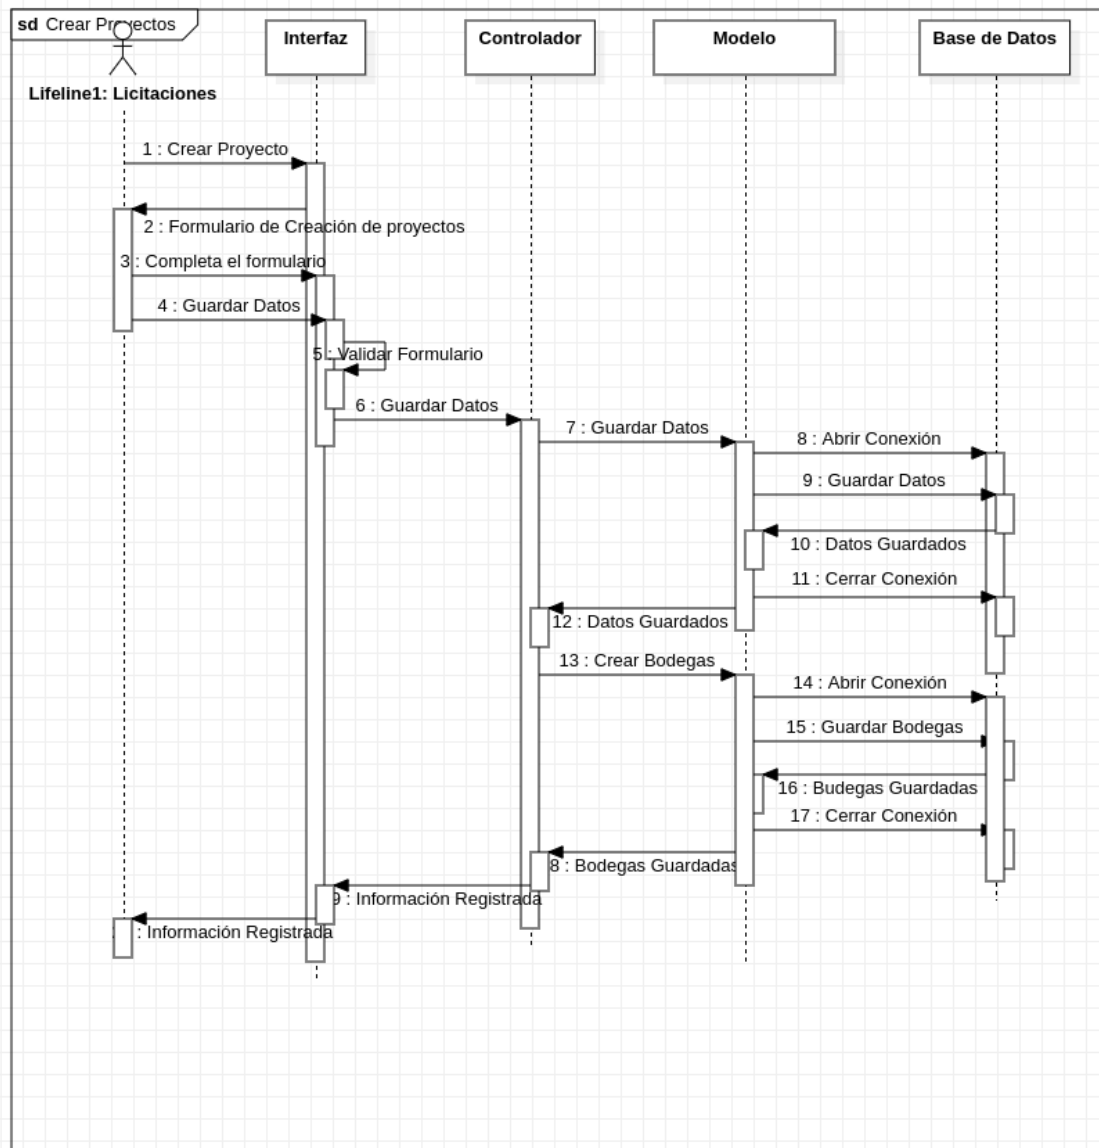 sd Crear Proyectos
Interfaz
Controlador
Modelo
Base de Datos
Lifeline1: Licitaciones
1 : Crear Proyecto
2 : Formulario de Creación de proyectos
3 : Completa el formulario
4 : Guardar Datos
5 : Validar Formulario
6 : Guardar Datos
7 : Guardar Datos
8 : Abrir Conexión
9 : Guardar Datos
10 : Datos Guardados
11 : Cerrar Conexión
12 : Datos Guardados
13 : Crear Bodegas
14 : Abrir Conexión
15 : Guardar Bodegas
16 : Budegas Guardadas
17 : Cerrar Conexión
8 : Bodegas Guardadas
9 : Información Registrada
: Información Registrada